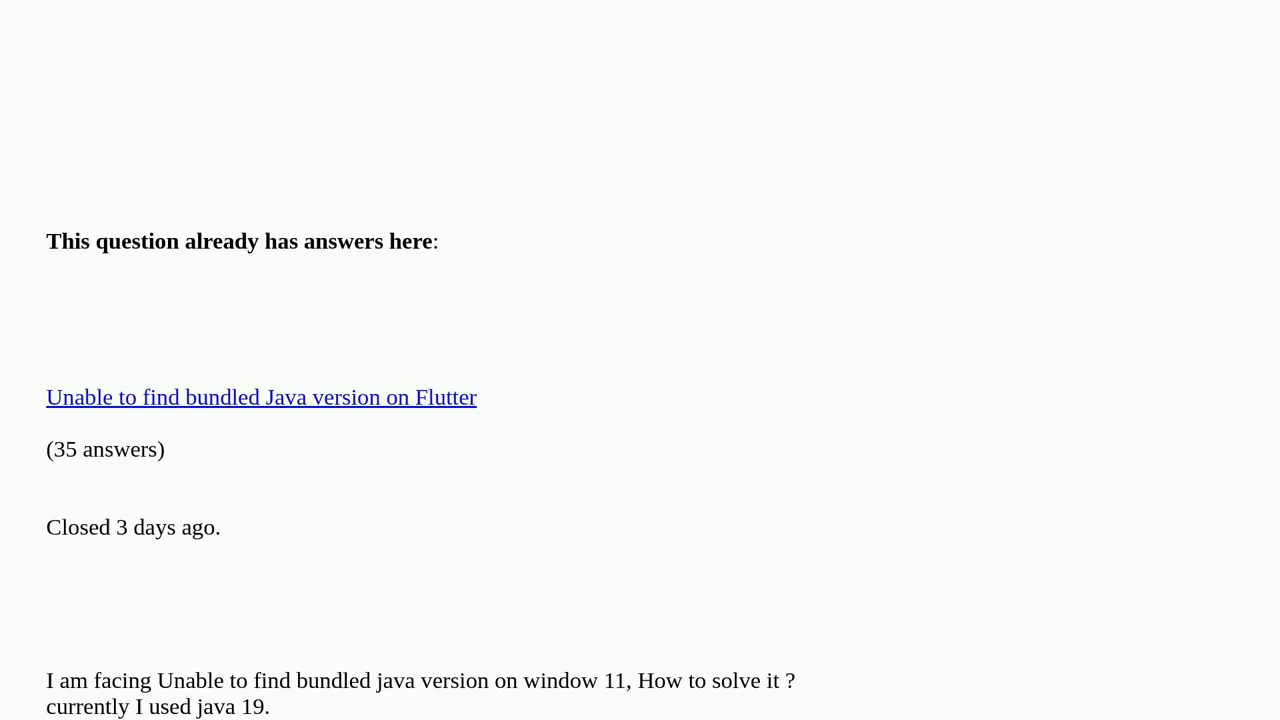 This question already has answers here:
Unable to find bundled Java version on Flutter
(35 answers)
Closed 3 days ago.
I am facing Unable to find bundled java version on window 11, How to solve it ?
currently I used java 19.